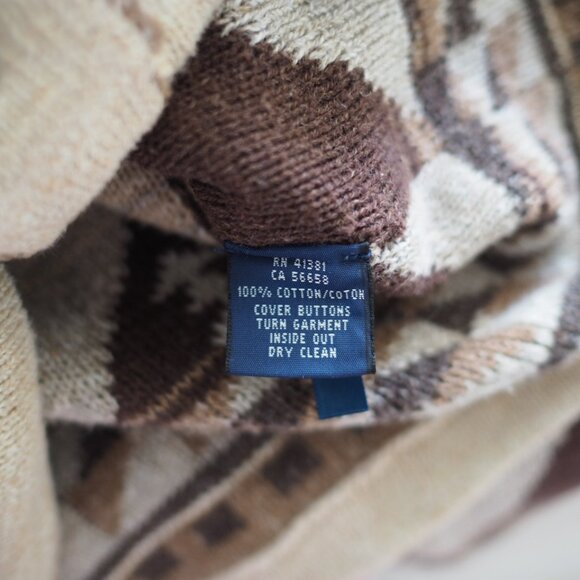 RN 41381
CA 56658
100% COTTON/COTON
COVER BUTTONS
TURN GARMENT
INSIDE OUT
DRY CLEAN